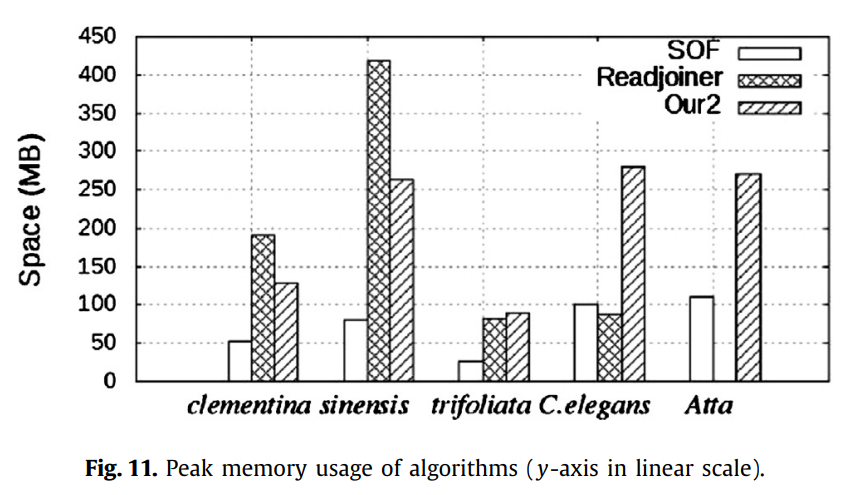 450
400
350
300
250
200
150
100
50
0
Space (MB)
SOF
Readjoiner
Our2
clementina sinensis trifoliata C.elegans Atta
Fig. 11. Peak memory usage of algorithms (y-axis in linear scale).